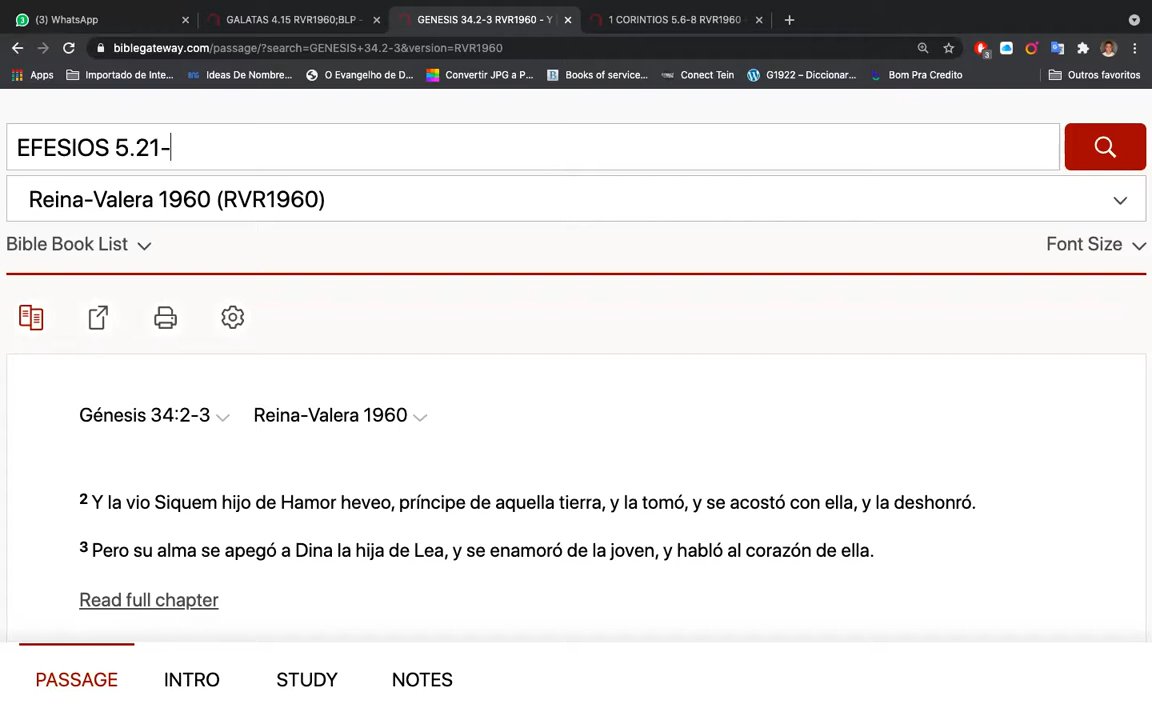 (3) WhatsApp
GALATAS 4.15 RVR1960;BLP -
GENESIS 34.2-3 RVR1960 - Y
1 CORINTIOS 5.6-8 RVR1960
biblegateway.com/passage/?search=GENESIS+34.2-3&version=RVR1960
3
Apps Importado de Inte... Ideas De Nombre... O Evangelho de D... Convertir JPG a P... Books of service... Conect Tein G1922 – Diccionar... Bom Pra Credito Outros favoritos
EFESIOS 5.21-
Reina-Valera 1960 (RVR1960)
Bible Book List Font Size
Génesis 34:2-3 Reina-Valera 1960
2 Y la vio Siquem hijo de Hamor heveo, príncipe de aquella tierra, y la tomó, y se acostó con ella, y la deshonró.
3 Pero su alma se apegó a Dina la hija de Lea, y se enamoró de la joven, y habló al corazón de ella.
Read full chapter
PASSAGE INTRO STUDY NOTES